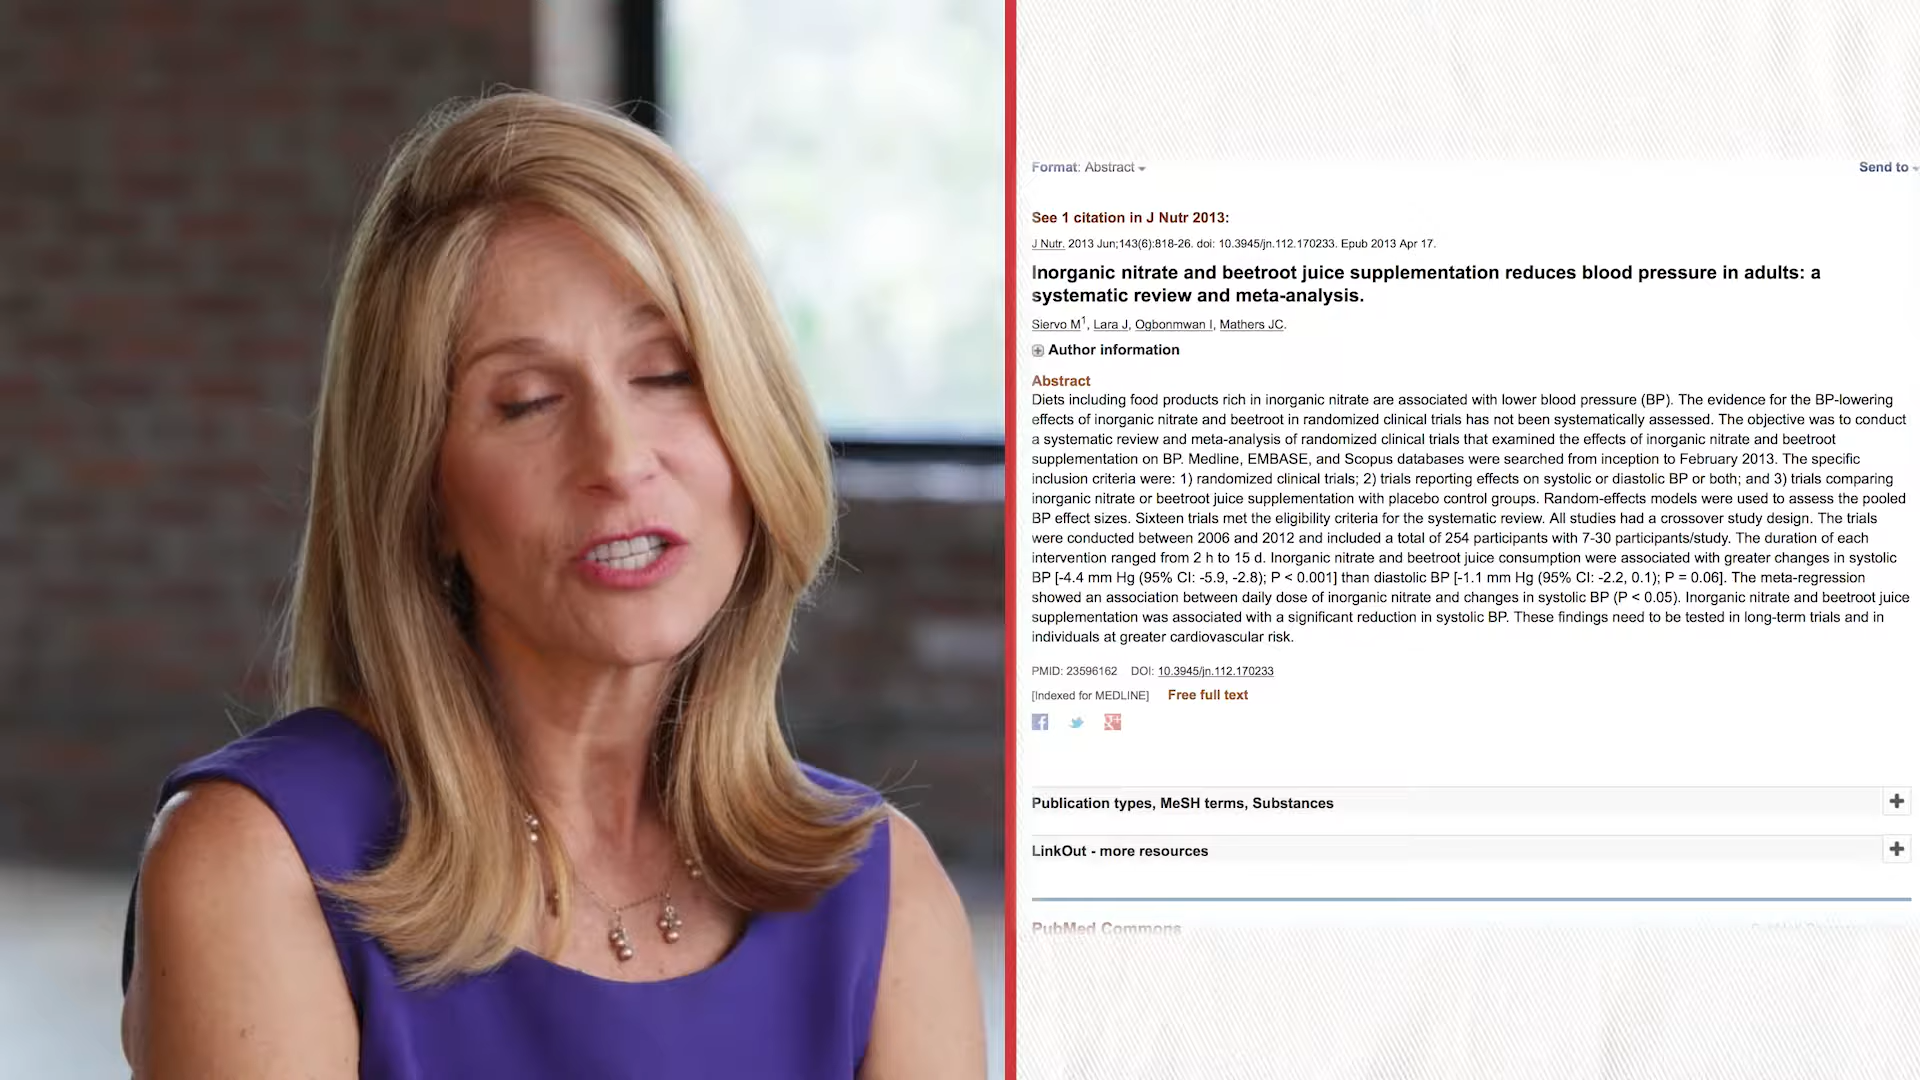 Format: Abstract
Send to
See 1 citation in J Nutr 2013:
J Nutr. 2013 Jun;143(6):818-26. doi: 10.3945/jn.112.170233. Epub 2013 Apr 17.
Inorganic nitrate and beetroot juice supplementation reduces blood pressure in adults: a
systematic review and meta-analysis.
Siervo M1, Lara J, Ogbonmwan I, Mathers JC.
Author information
Abstract
Diets including food products rich in inorganic nitrate are associated with lower blood pressure (BP). The evidence for the BP-lowering
effects of inorganic nitrate and beetroot in randomized clinical trials has not been systematically assessed. The objective was to conduct
a systematic review and meta-analysis of randomized clinical trials that examined the effects of inorganic nitrate and beetroot
supplementation on BP. Medline, EMBASE, and Scopus databases were searched from inception to February 2013. The specific
inclusion criteria were: 1) randomized clinical trials; 2) trials reporting effects on systolic or diastolic BP or both; and 3) trials comparing
inorganic nitrate or beetroot juice supplementation with placebo control groups. Random-effects models were used to assess the pooled
BP effect sizes. Sixteen trials met the eligibility criteria for the systematic review. All studies had a crossover study design. The trials
were conducted between 2006 and 2012 and included a total of 254 participants with 7-30 participants/study. The duration of each
intervention ranged from 2 h to 15 d. Inorganic nitrate and beetroot juice consumption were associated with greater changes in systolic
BP [-4.4 mm Hg (95% CI: -5.9, -2.8); P < 0.001] than diastolic BP [-1.1 mm Hg (95% CI: -2.2, 0.1); P = 0.06]. The meta-regression
showed an association between daily dose of inorganic nitrate and changes in systolic BP (P < 0.05). Inorganic nitrate and beetroot juice
supplementation was associated with a significant reduction in systolic BP. These findings need to be tested in long-term trials and in
individuals at greater cardiovascular risk.
PMID: 23596162 DOI: 10.3945/jn.112.170233
[Indexed for MEDLINE] Free full text
Publication types, MeSH terms, Substances
LinkOut - more resources
PubMed Commons